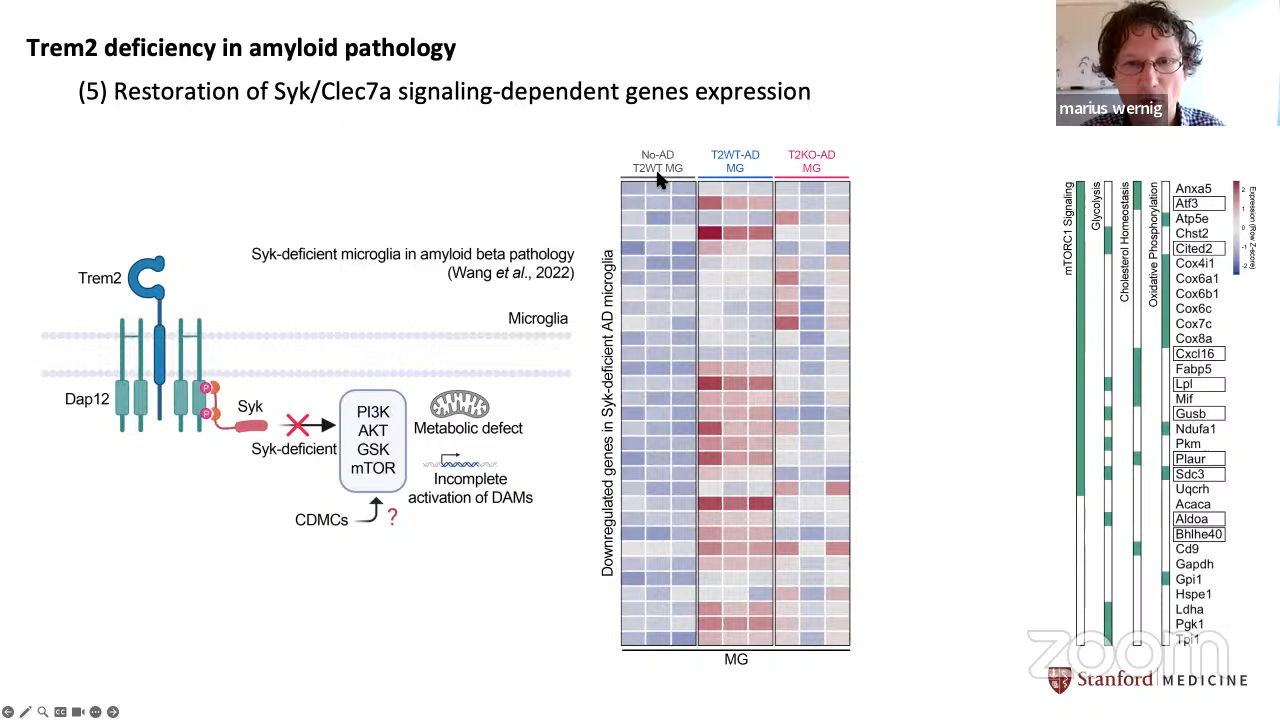 Trem2 deficiency in amyloid pathology
(5) Restoration of Syk/Clec7a signaling-dependent genes expression
marius wernig
Syk-deficient microglia in amyloid beta pathology
(Wang et al., 2022)
Trem2
Microglia
Dap12
P
P
Syk
Syk-deficient
PI3K
AKT
GSK
mTOR
Metabolic defect
Incomplete
activation of DAMs
CDMCs
?
No-AD
T2WT MG
T2WT-AD
MG
T2KO-AD
MG
Downregulated genes in Syk-deficient AD microglia
MG
mTORC1 Signaling
Glycolysis
Cholesterol Homeostasis
Oxidative Phosphorylation
Anxa5
Atf3
Atp5e
Chst2
Cited2
Cox4i1
Cox6a1
Cox6b1
Cox6c
Cox7c
Cox8a
Cxcl16
Fabp5
Lpl
Mif
Gusb
Ndufa1
Pkm
Plaur
Sdc3
Uqcrh
Acaca
Aldoa
Bhlhe40
Cd9
Gapdh
Gpi1
Hspe1
Ldha
Pgk1
Tpi1
2
1
0
-1
-2
Expression (Row Z-score)
zoom
Stanford MEDICINE